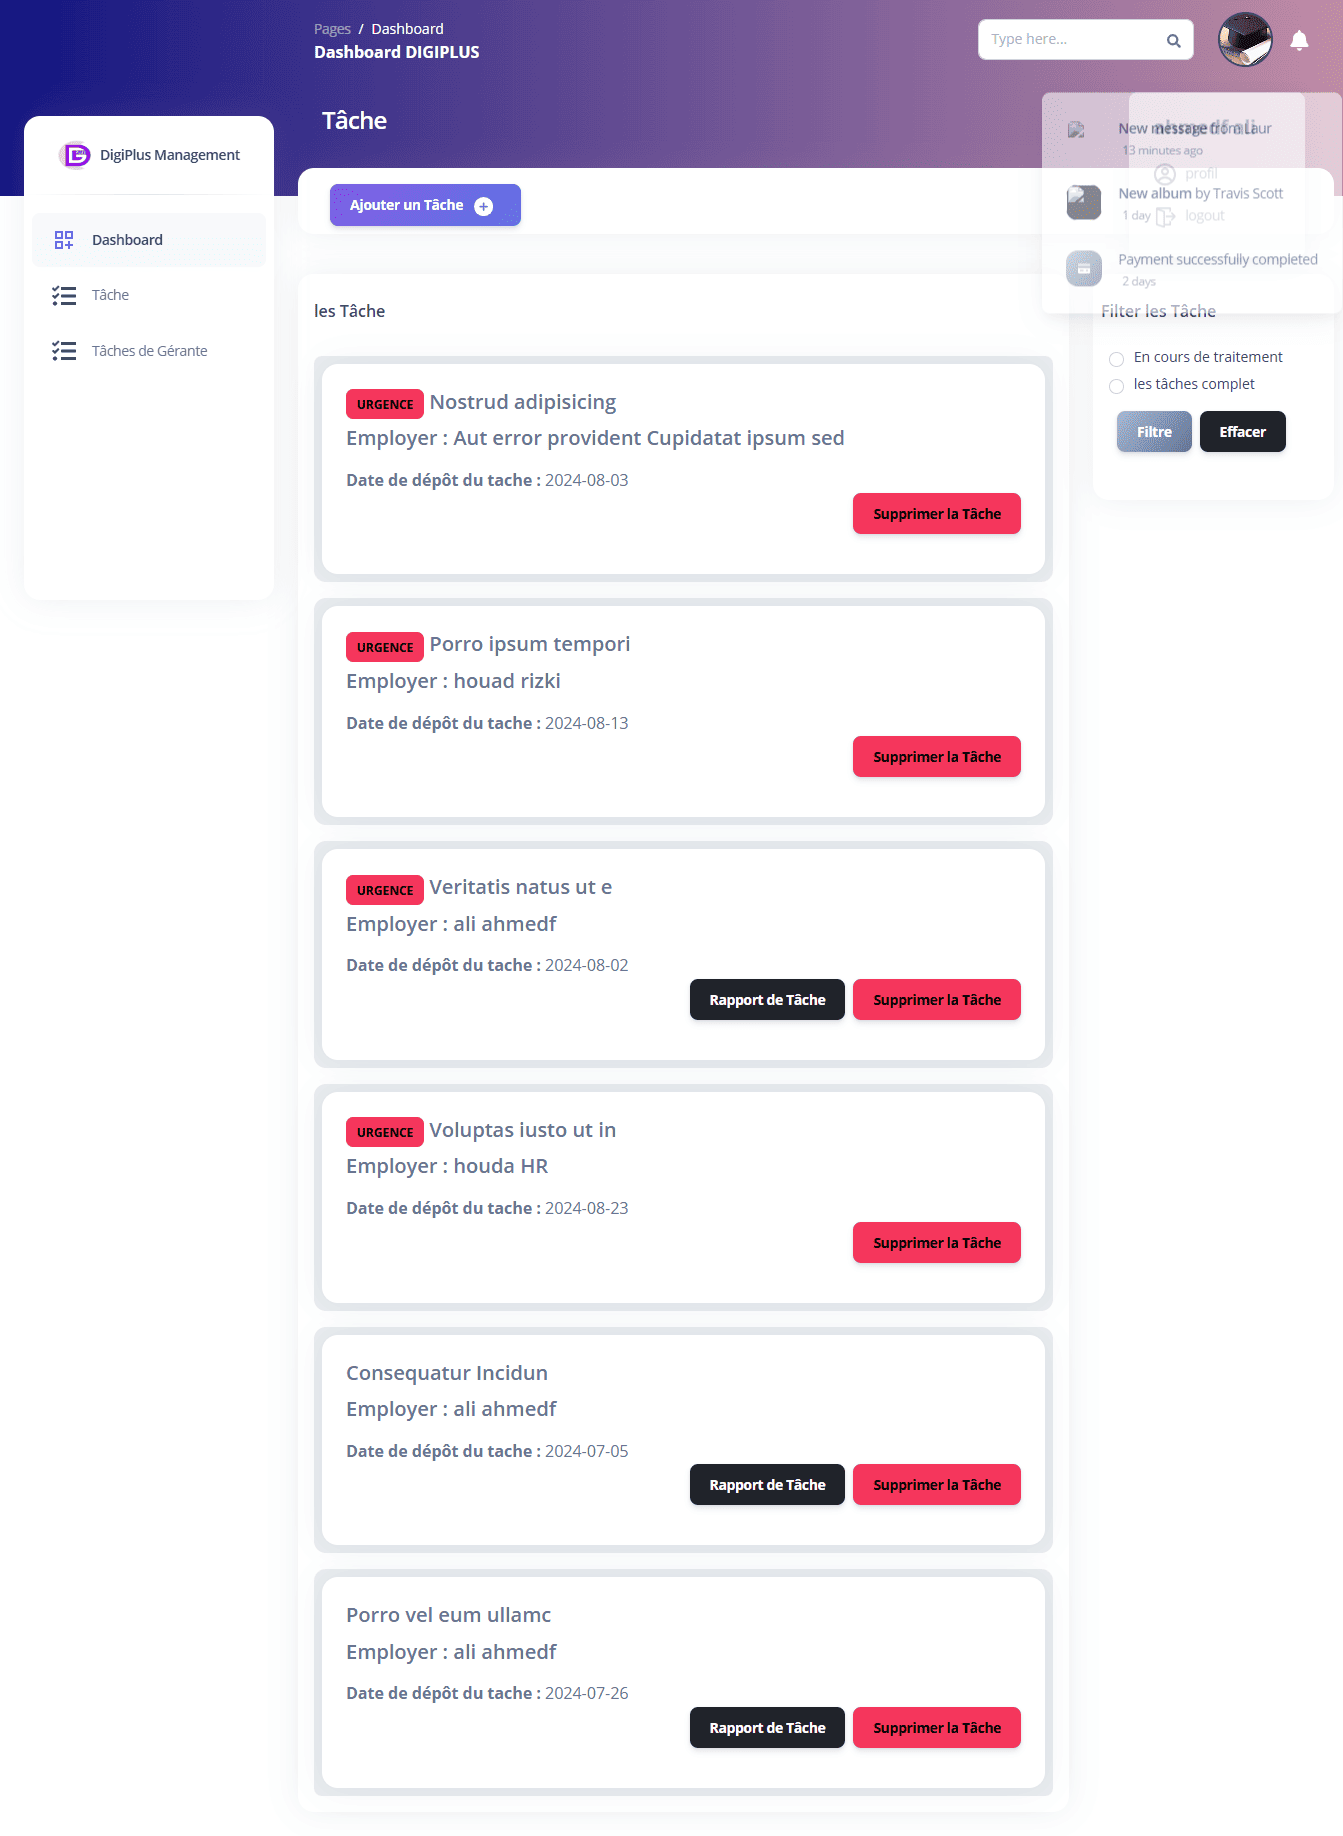 Pages / Dashboard
Dashboard DIGIPLUS
Type here...
Tâche
DigiPlus Management
Dashboard
Tâche
Tâches de Gérante
Ajouter un Tâche
New message from Laur
13 minutes ago
New album by Travis Scott
1 day
Payment successfully completed
2 days
ahmedf ali
profil
logout
les Tâche
URGENCE Nostrud adipisicing
Employer : Aut error provident Cupidatat ipsum sed
Date de dépôt du tache : 2024-08-03
Supprimer la Tâche
URGENCE Porro ipsum tempori
Employer : houad rizki
Date de dépôt du tache : 2024-08-13
Supprimer la Tâche
URGENCE Veritatis natus ut e
Employer : ali ahmedf
Date de dépôt du tache : 2024-08-02
Rapport de Tâche Supprimer la Tâche
URGENCE Voluptas iusto ut in
Employer : houda HR
Date de dépôt du tache : 2024-08-23
Supprimer la Tâche
Consequatur Incidun
Employer : ali ahmedf
Date de dépôt du tache : 2024-07-05
Rapport de Tâche Supprimer la Tâche
Porro vel eum ullamc
Employer : ali ahmedf
Date de dépôt du tache : 2024-07-26
Rapport de Tâche Supprimer la Tâche
Filter les Tâche
En cours de traitement
les tâches complet
Filtre Effacer